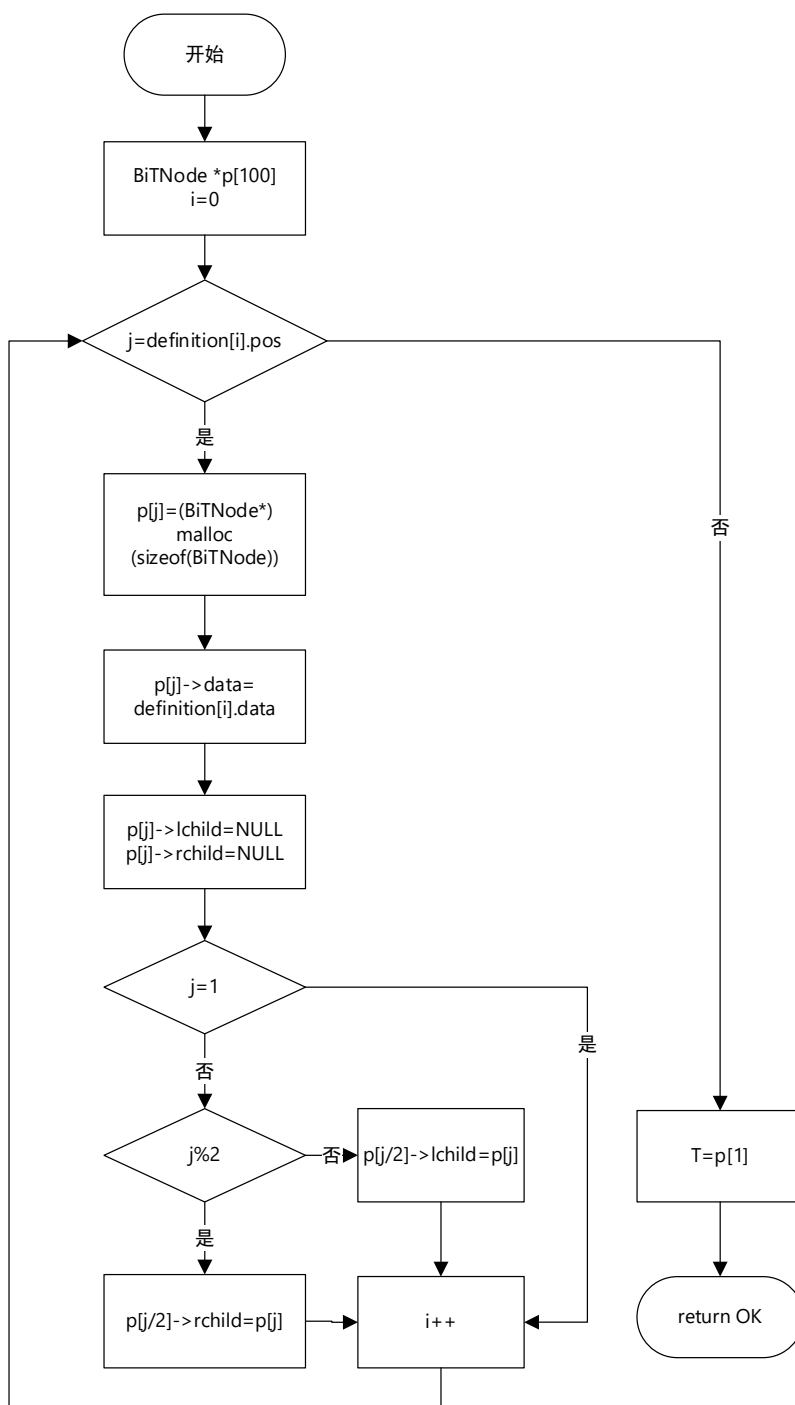 开始
BiTNode *p[100]
i=0
j=definition[i].pos
是
否
p[j]=(BiTNode*)
malloc
(sizeof(BiTNode))
p[j]->data=
definition[i].data
p[j]->lchild=NULL
p[j]->rchild=NULL
j=1
是
否
j%2
否
p[j/2]->lchild=p[j]
T=p[1]
是
p[j/2]->rchild=p[j]
i++
return OK